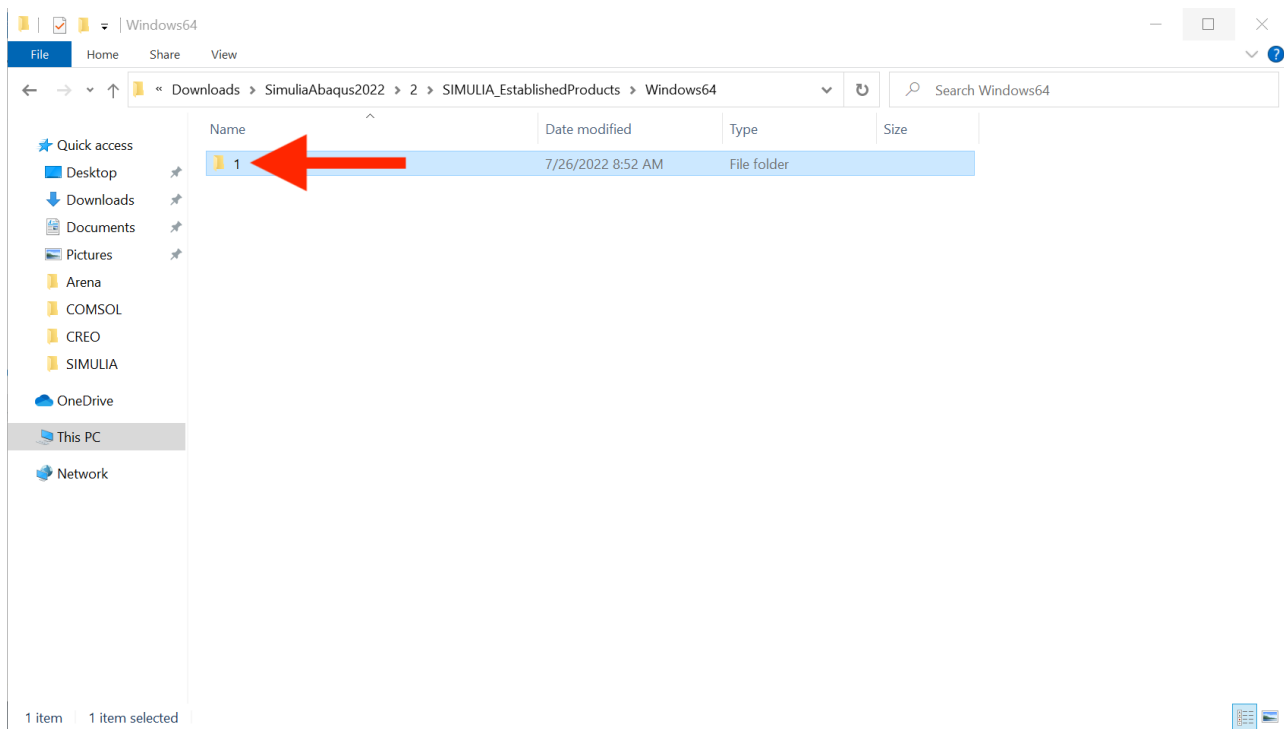 Windows64
File Home Share View
« Downloads > SimuliaAbaqus2022 > 2 > SIMULIA_EstablishedProducts > Windows64
Search Windows64
Name Date modified Type Size
1 7/26/2022 8:52 AM File folder
Quick access
Desktop
Downloads
Documents
Pictures
Arena
COMSOL
CREO
SIMULIA
OneDrive
This PC
Network
1 item 1 item selected